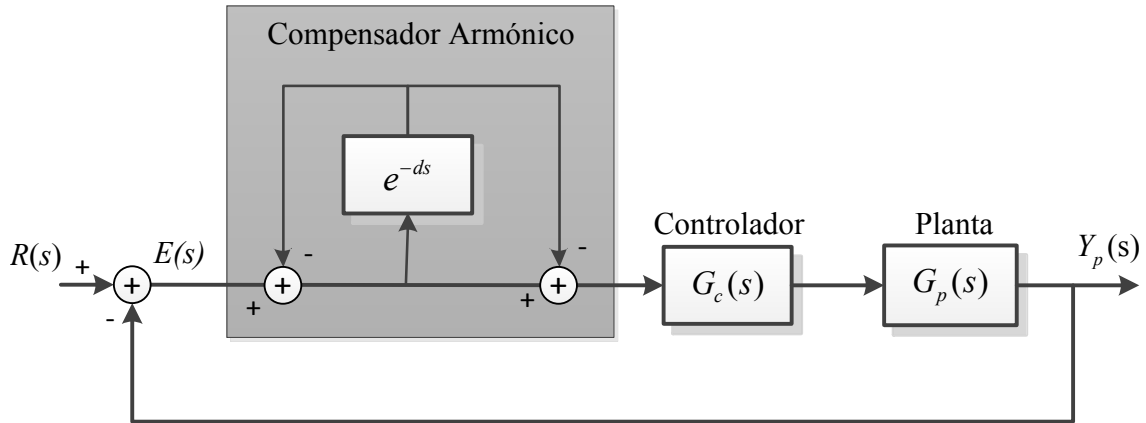 Compensador Armónico
e^{-ds}
Controlador
Planta
R(s)
E(s)
Y_p(s)
+
-
+
+
-
+
-
+
+
G_c(s)
G_p(s)